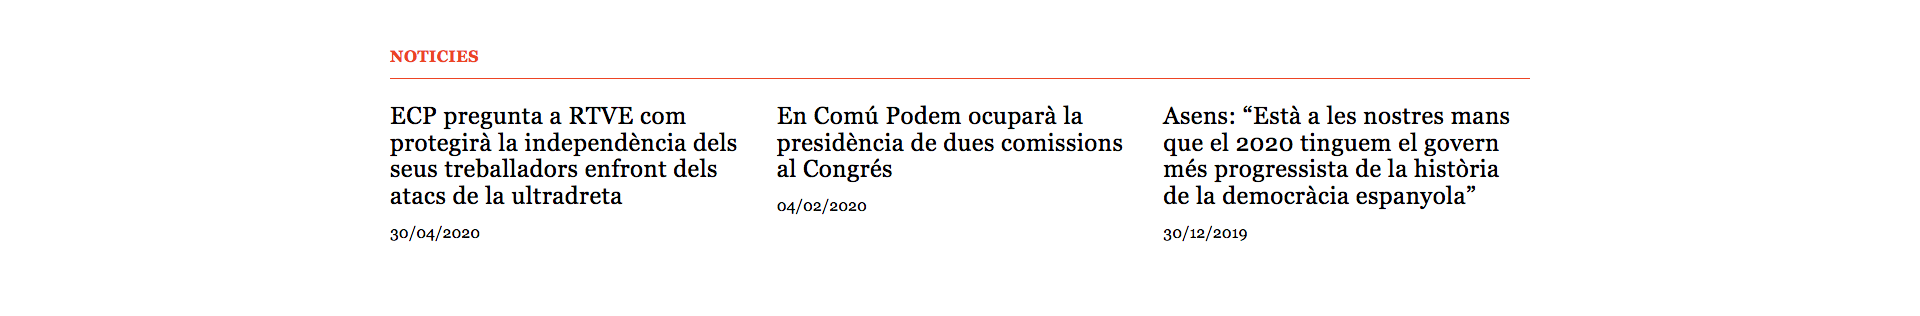 NOTICIES
ECP pregunta a RTVE com
protegirà la independència dels
seus treballadors enfront dels
atacs de la ultradreta
30/04/2020
En Comú Podem ocuparà la
presidència de dues comissions
al Congrés
04/02/2020
Asens: “Està a les nostres mans
que el 2020 tinguem el govern
més progressista de la història
de la democràcia espanyola”
30/12/2019